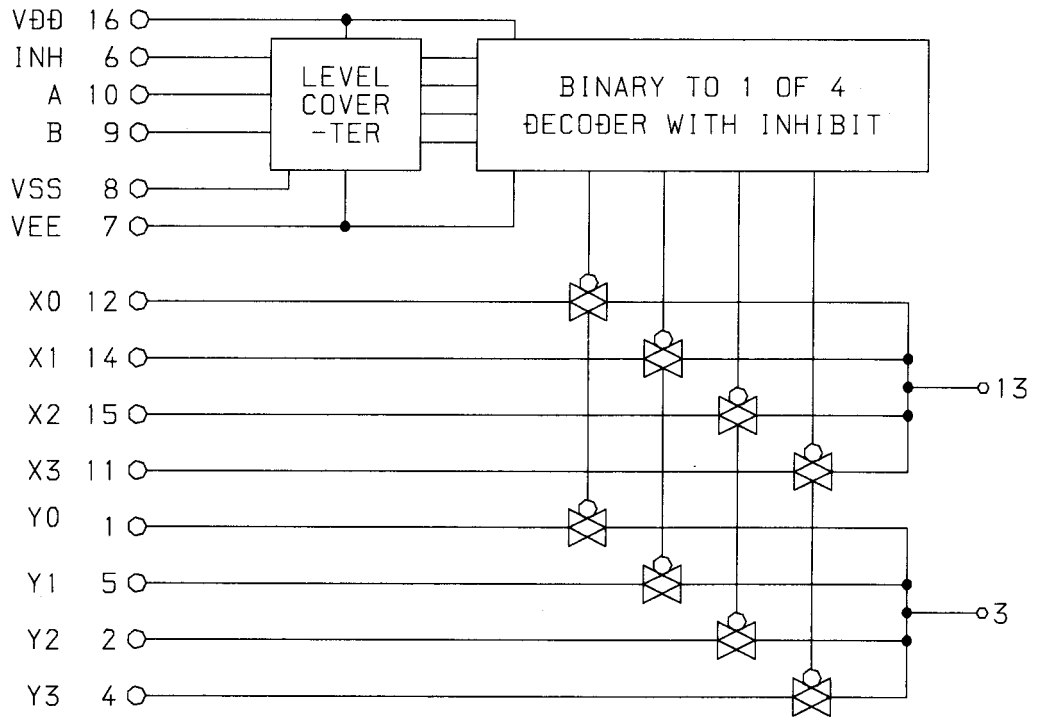 VDD 16
INH 6
A 10
B 9
VSS 8
VEE 7
LEVEL
COVER
-TER
BINARY TO 1 OF 4
DECODER WITH INHIBIT
X0 12
X1 14
X2 15
X3 11
13
Y0 1
Y1 5
Y2 2
Y3 4
3